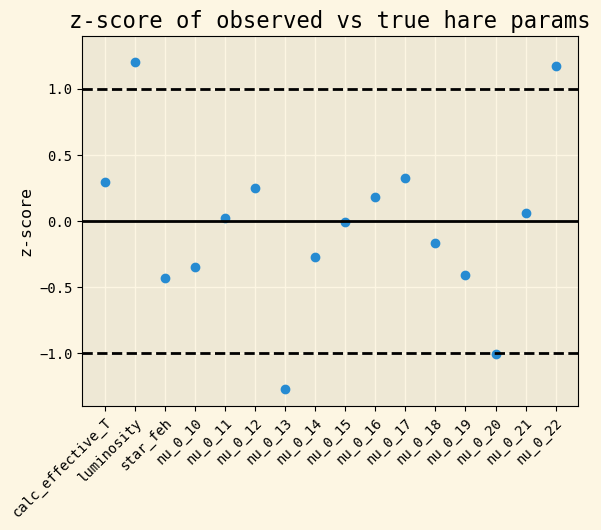 z-score of observed vs true hare params
z-score
1.0
0.5
0.0
−0.5
−1.0
calc_effective_T
luminosity
star_feh
nu_0_10
nu_0_11
nu_0_12
nu_0_13
nu_0_14
nu_0_15
nu_0_16
nu_0_17
nu_0_18
nu_0_19
nu_0_20
nu_0_21
nu_0_22